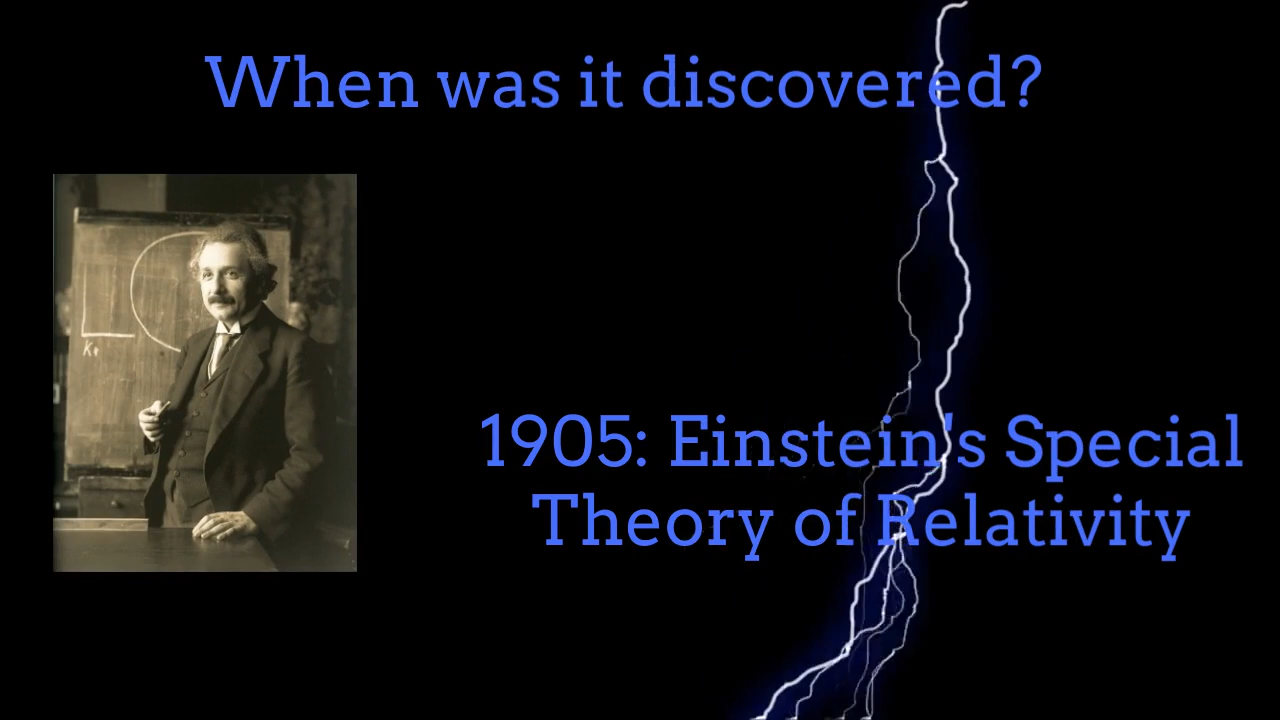 When was it discovered?
K
1905: Einstein's Special
Theory of Relativity